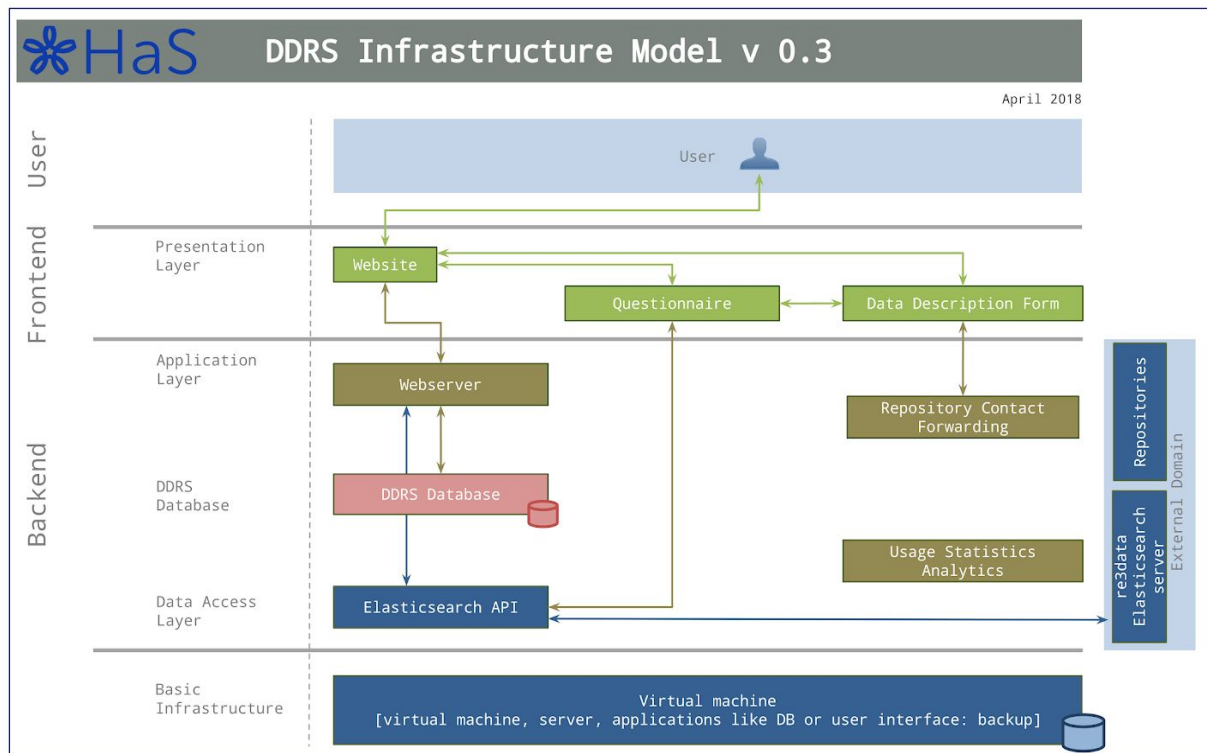 HaS
DDRS Infrastructure Model v 0.3
April 2018
User
User
Frontend
Presentation
Layer
Website
Questionnaire
Data Description Form
Backend
Application
Layer
Webserver
Repository Contact
Forwarding
DDRS
Database
DDRS Database
Usage Statistics
Analytics
Data Access
Layer
Elasticsearch API
Repositories
re3data
Elasticsearch
server
External Domain
Basic
Infrastructure
Virtual machine
[virtual machine, server, applications like DB or user interface: backup]